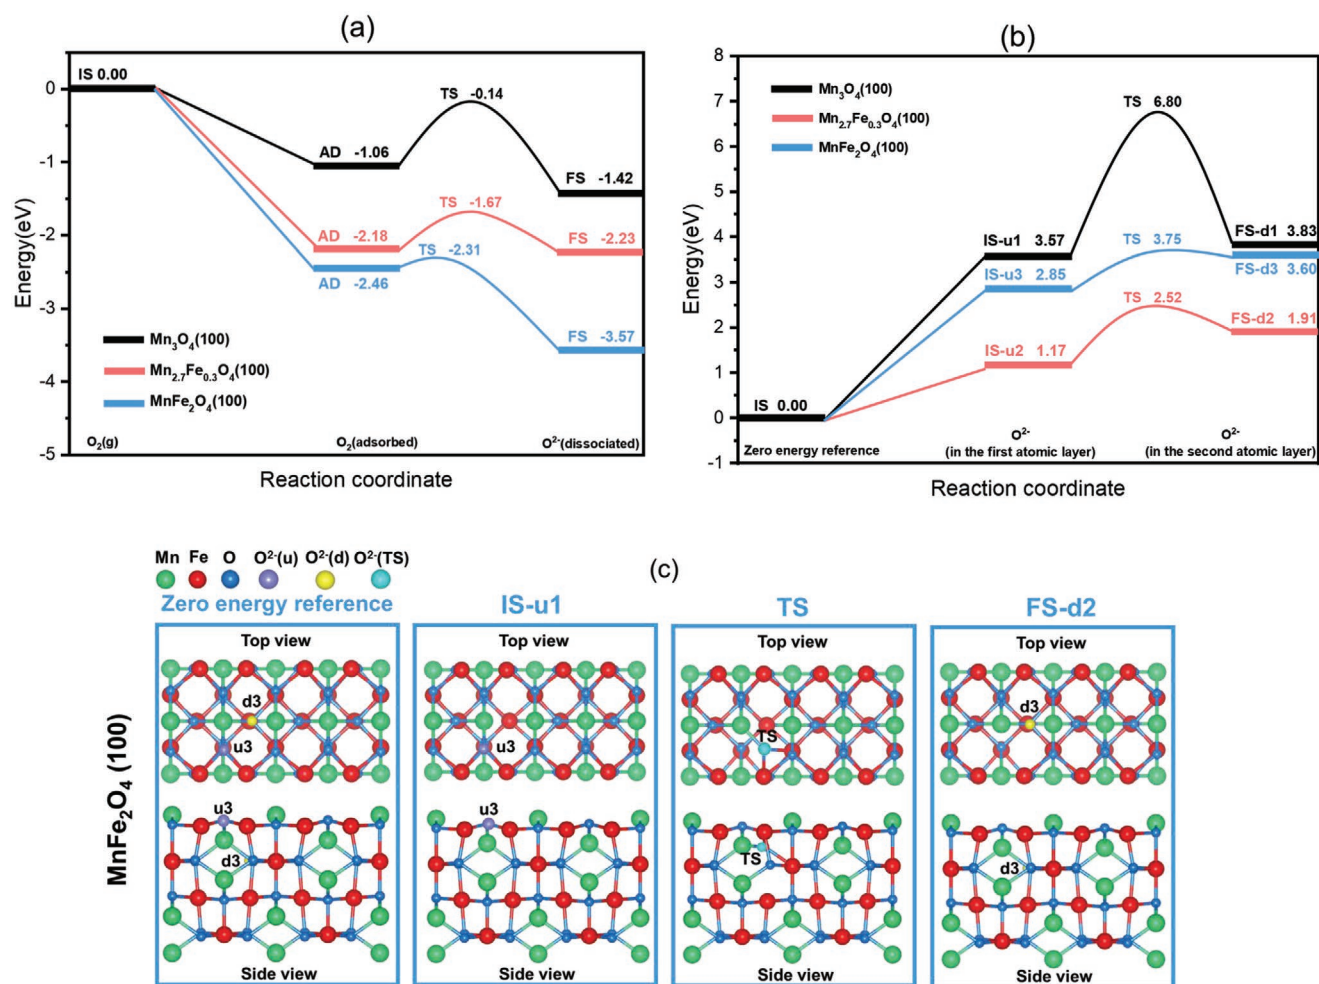 (a)
IS 0.00
TS -0.14
AD -1.06
FS -1.42
TS -1.67
AD -2.18
FS -2.23
TS -2.31
AD -2.46
FS -3.57
Mn₃O₄(100)
Mn₂.₇Fe₀.₃O₄(100)
MnFe₂O₄(100)
O₂(g)
O₂(adsorbed)
O²⁻(dissociated)
0
-1
-2
-3
-4
-5
Energy(eV)
Reaction coordinate
(b)
Mn₃O₄(100)
Mn₂.₇Fe₀.₃O₄(100)
MnFe₂O₄(100)
TS 6.80
IS-u1 3.57
FS-d1 3.83
TS 3.75
IS-u3 2.85
FS-d3 3.60
TS 2.52
IS-u2 1.17
FS-d2 1.91
IS 0.00
Zero energy reference
O²⁻
(in the first atomic layer)
O²⁻
(in the second atomic layer)
8
7
6
5
4
3
2
1
0
-1
Energy(eV)
Reaction coordinate
(c)
Mn Fe O O²⁻(u) O²⁻(d) O²⁻(TS)
Zero energy reference
IS-u1
TS
FS-d2
MnFe₂O₄ (100)
Top view
d3
u3
u3
d3
Side view
Top view
u3
u3
Side view
Top view
TS
TS
Side view
Top view
d3
d3
Side view